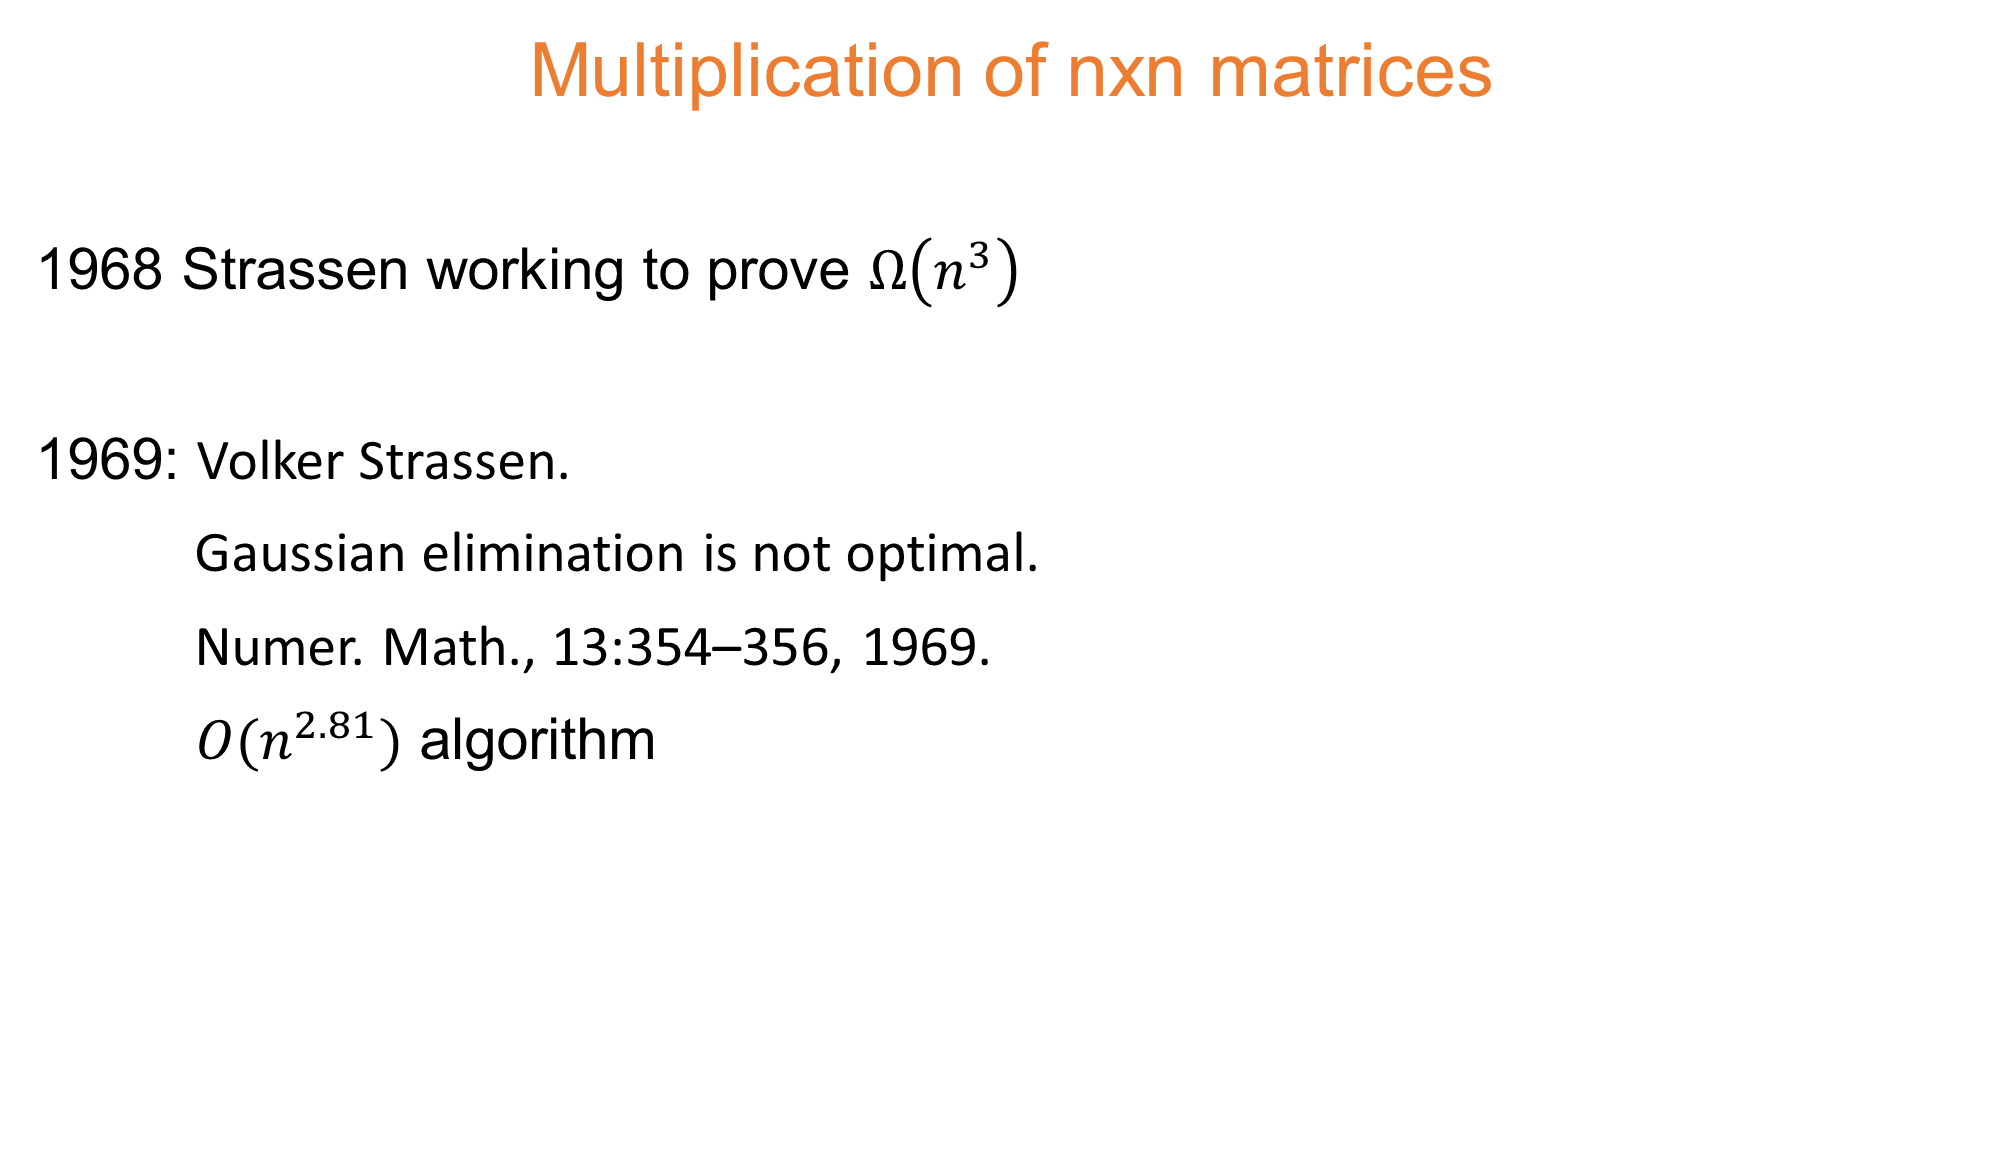 Multiplication of nxn matrices
1968 Strassen working to prove Ω(n³)
1969: Volker Strassen.
Gaussian elimination is not optimal.
Numer. Math., 13:354–356, 1969.
O(n^{2.81}) algorithm